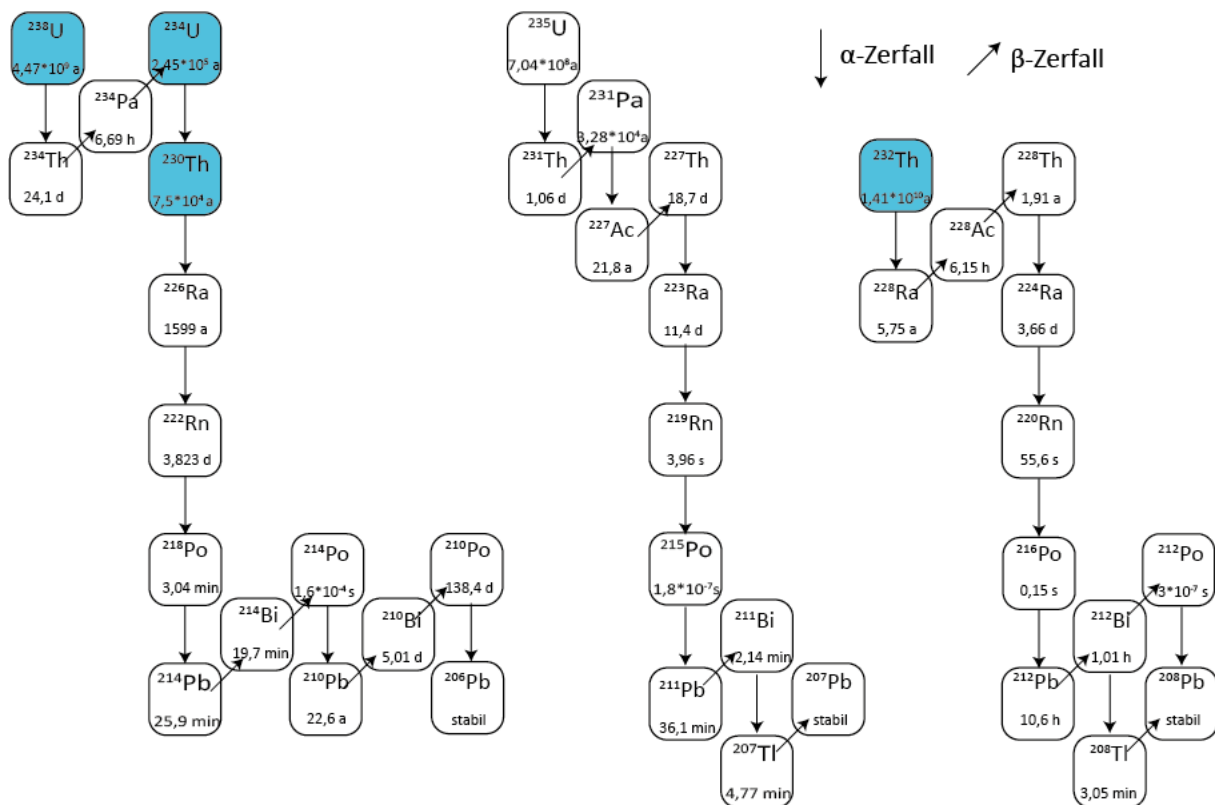 ²³⁸U
4,47*10⁹ a
²³⁴U
2,45*10⁵ a
²³⁴Pa
6,69 h
²³⁴Th
24,1 d
²³⁰Th
7,5*10⁴ a
²²⁶Ra
1599 a
²²²Rn
3,823 d
²¹⁸Po
3,04 min
²¹⁴Po
1,6*10⁻⁴ s
²¹⁰Po
138,4 d
²¹⁴Bi
19,7 min
²¹⁰Bi
5,01 d
²¹⁴Pb
25,9 min
²¹⁰Pb
22,6 a
²⁰⁶Pb
stabil
²³⁵U
7,04*10⁸ a
²³¹Pa
3,28*10⁴a
²³¹Th
1,06 d
²²⁷Th
18,7 d
²²⁷Ac
21,8 a
²²³Ra
11,4 d
²¹⁹Rn
3,96 s
²¹⁵Po
1,8*10⁻⁷s
²¹¹Bi
2,14 min
²¹¹Pb
36,1 min
²⁰⁷Pb
stabil
²⁰⁷Tl
4,77 min
α-Zerfall
β-Zerfall
²³²Th
1,41*10¹⁰a
²²⁸Th
1,91 a
²²⁸Ac
6,15 h
²²⁸Ra
5,75 a
²²⁴Ra
3,66 d
²²⁰Rn
55,6 s
²¹⁶Po
0,15 s
²¹²Po
3*10⁻⁷ s
²¹²Bi
1,01 h
²¹²Pb
10,6 h
²⁰⁸Pb
stabil
²⁰⁸Tl
3,05 min